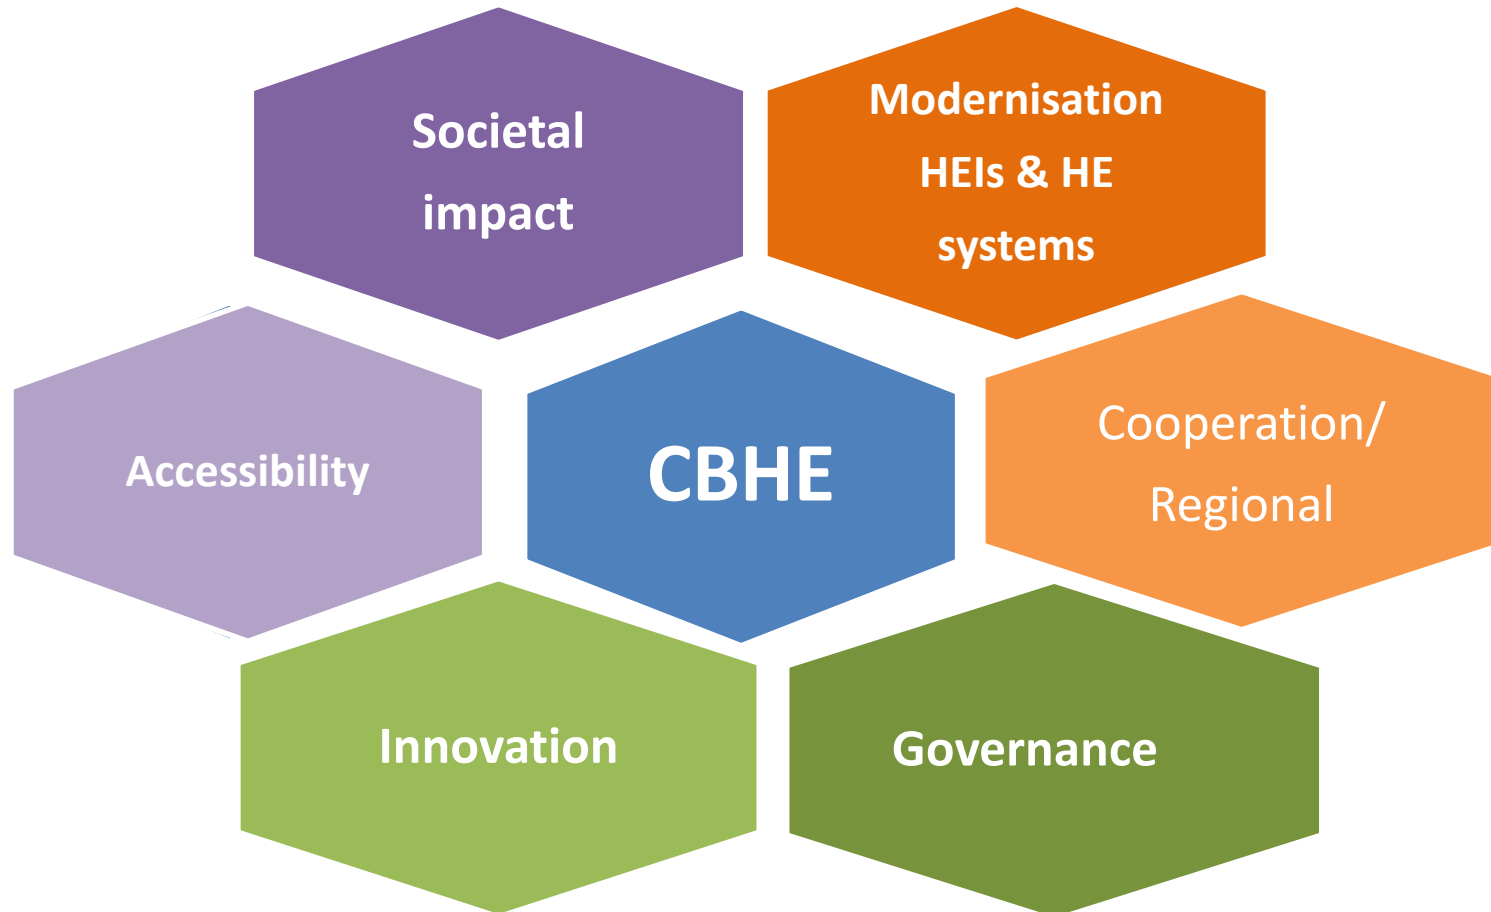 Societal
impact
Modernisation
HEIs & HE
systems
Accessibility
CBHE
Cooperation/
Regional
Innovation
Governance